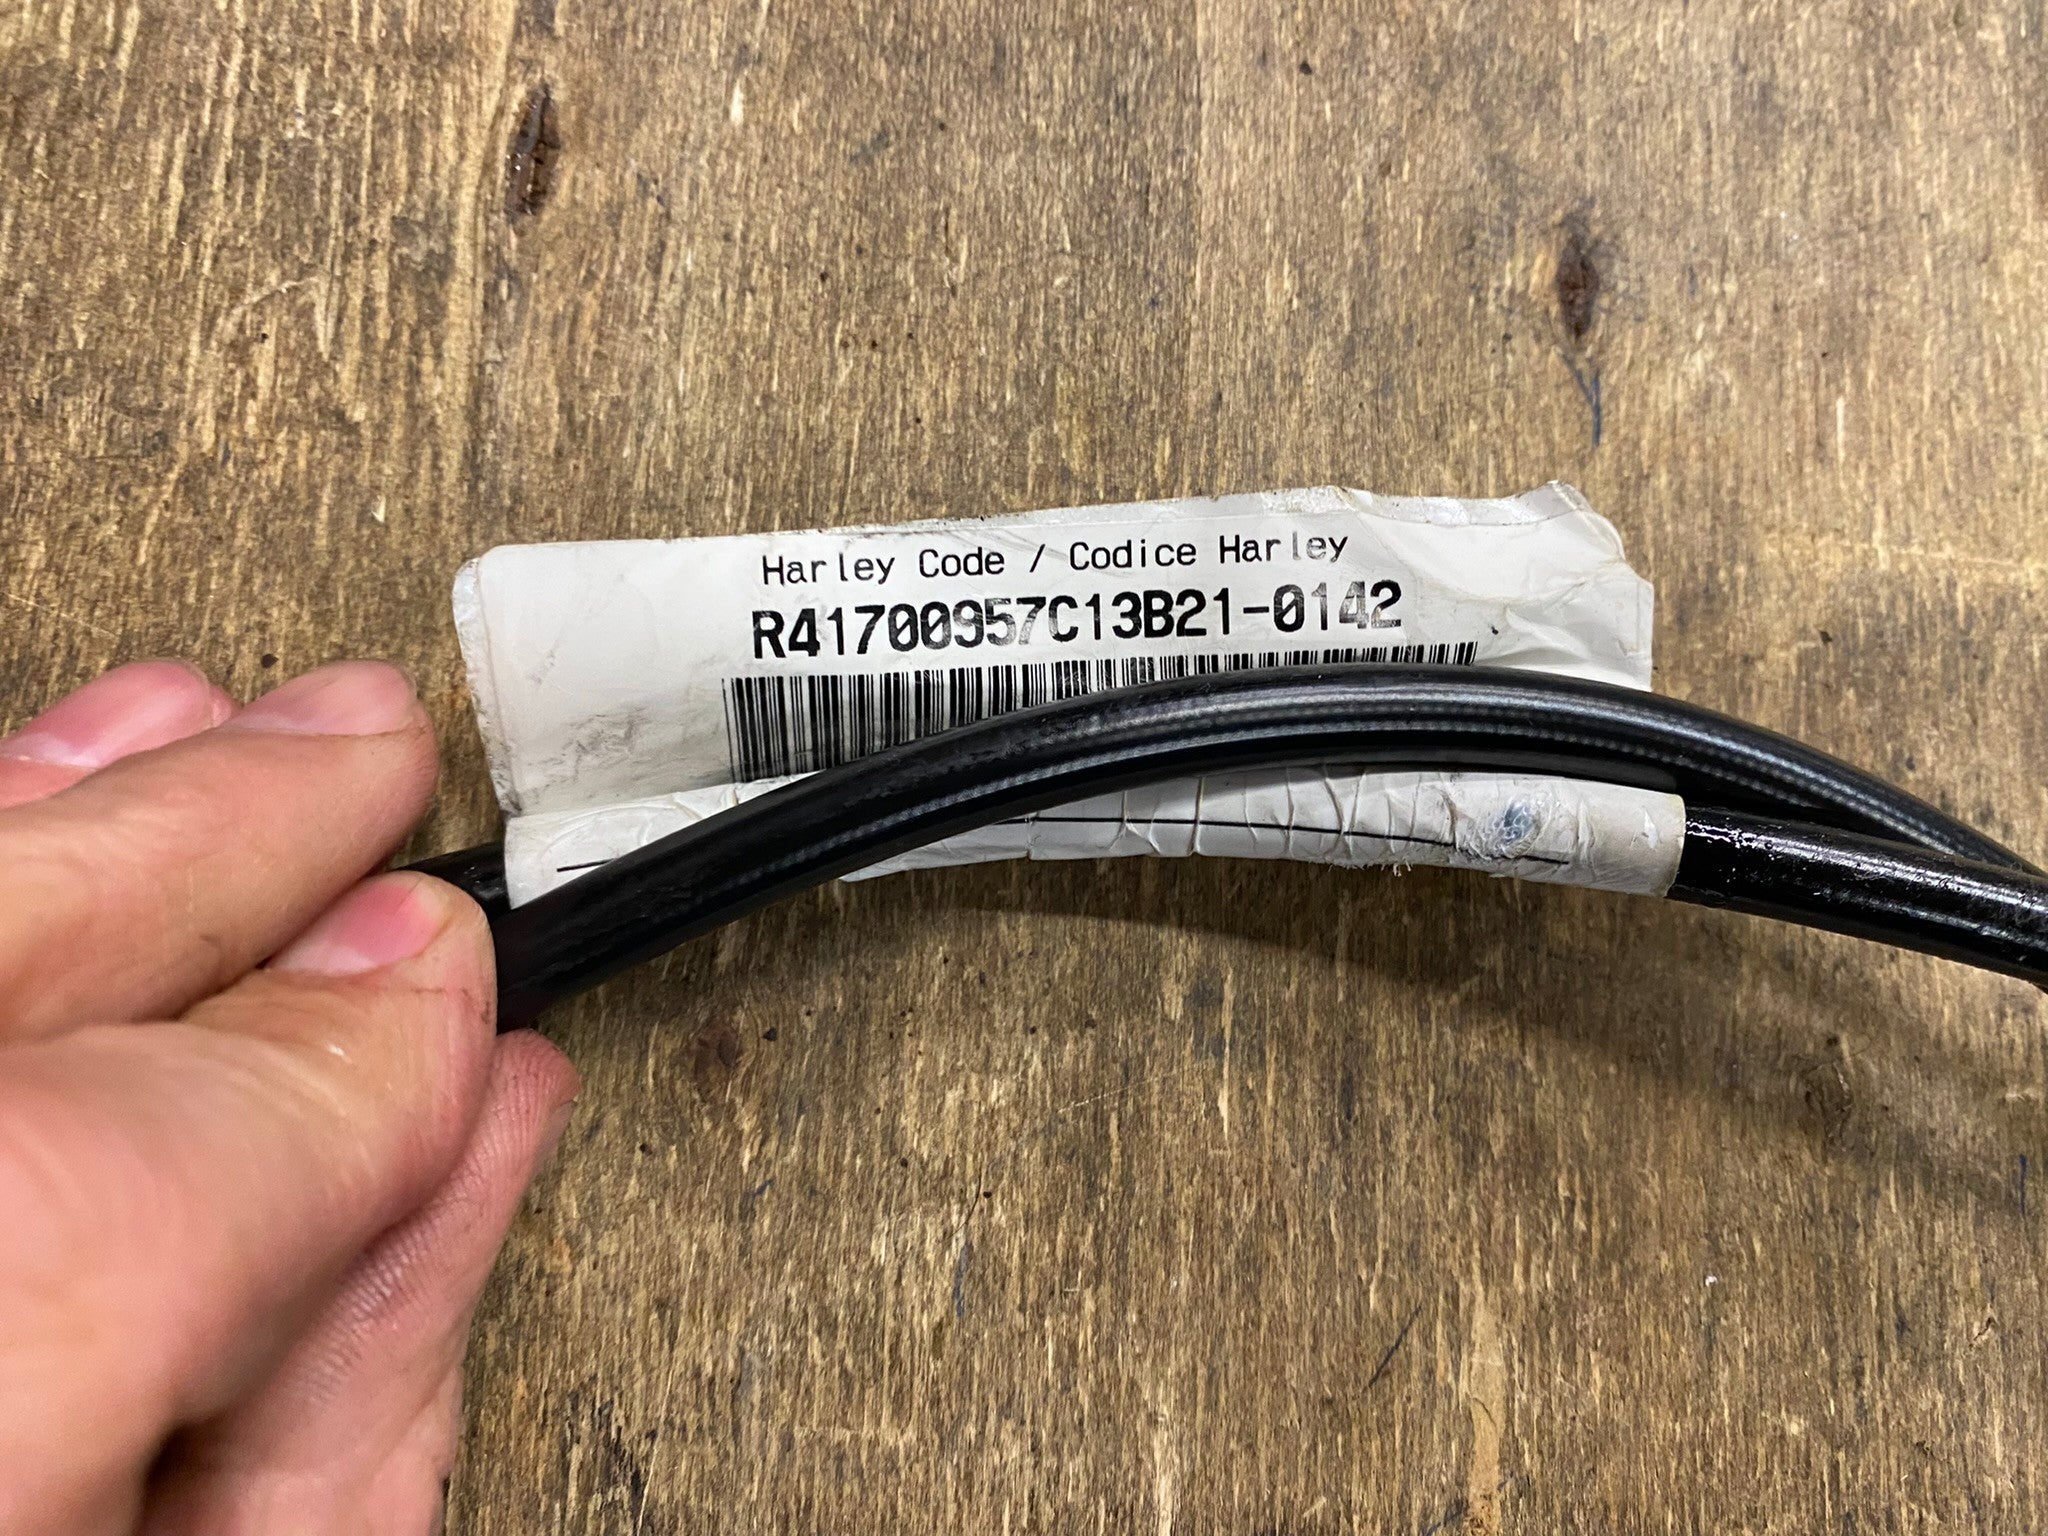 Harley Code / Codice Harley
R41700957C13B21-0142